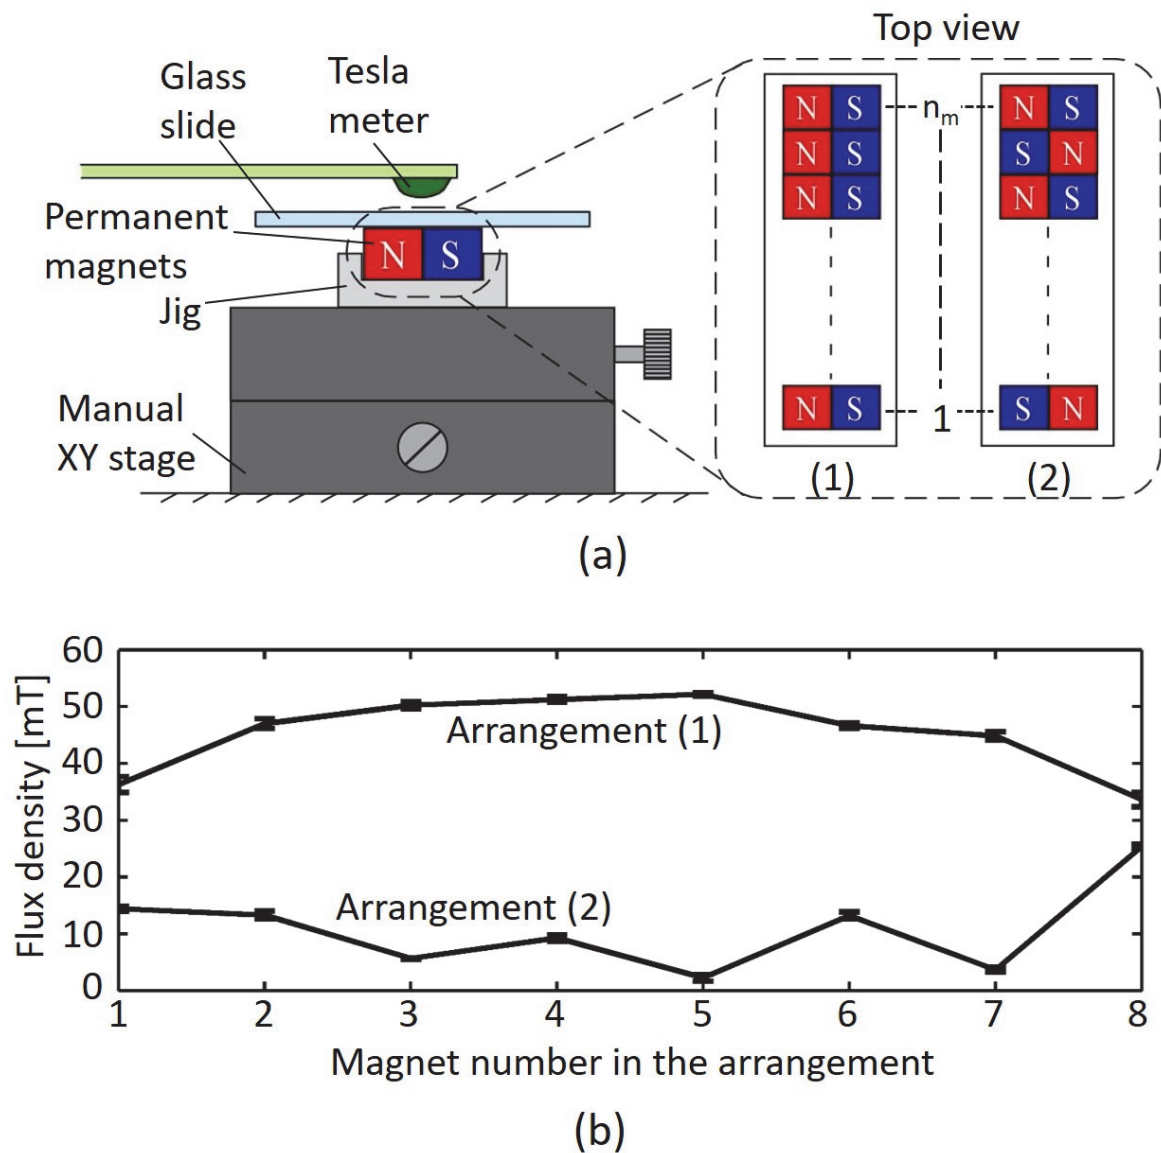 Top view
Glass
slide
Tesla
meter
Permanent
magnets
Jig
Manual
XY stage
N S
N S
N S
N S
N S
n_m
1
N S
S N
N S
S N
(1)
(2)
(a)
Flux density [mT]
60
50
40
30
20
10
0
Arrangement (1)
Arrangement (2)
1 2 3 4 5 6 7 8
Magnet number in the arrangement
(b)